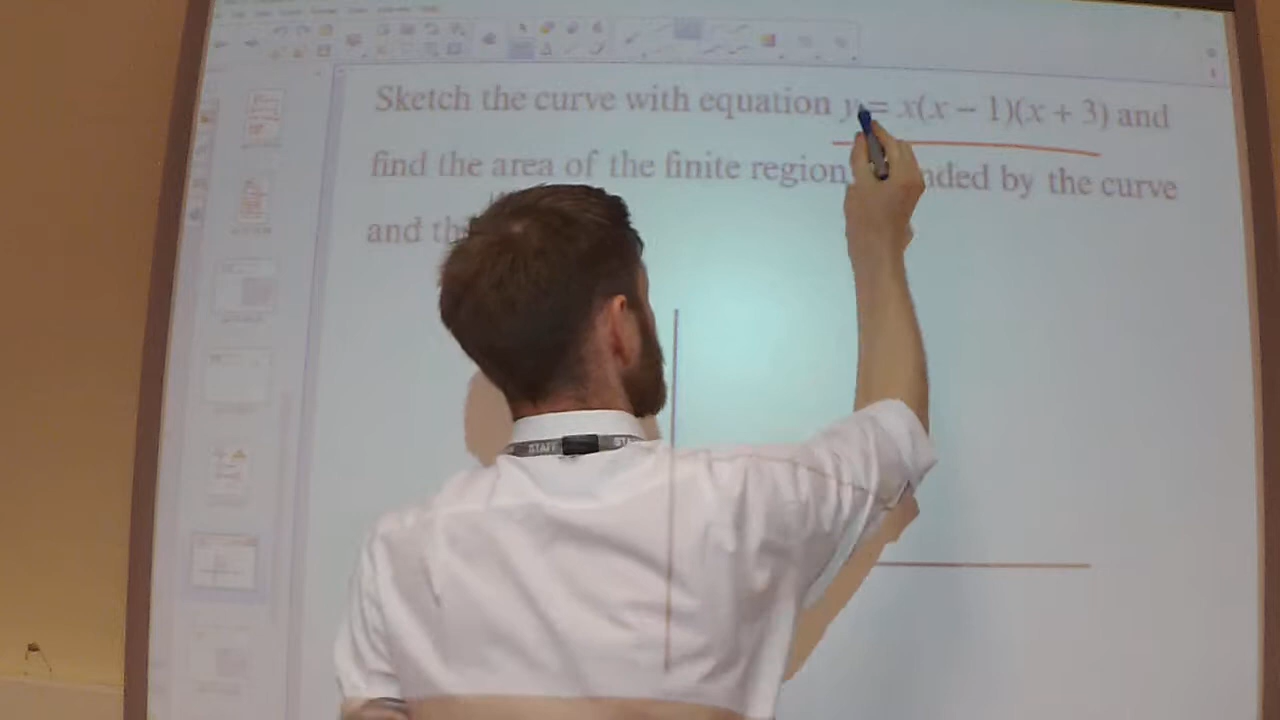 Sketch the curve with equation y = x(x − 1)(x + 3) and
find the area of the finite region nded by the curve
and th
STAFF STA